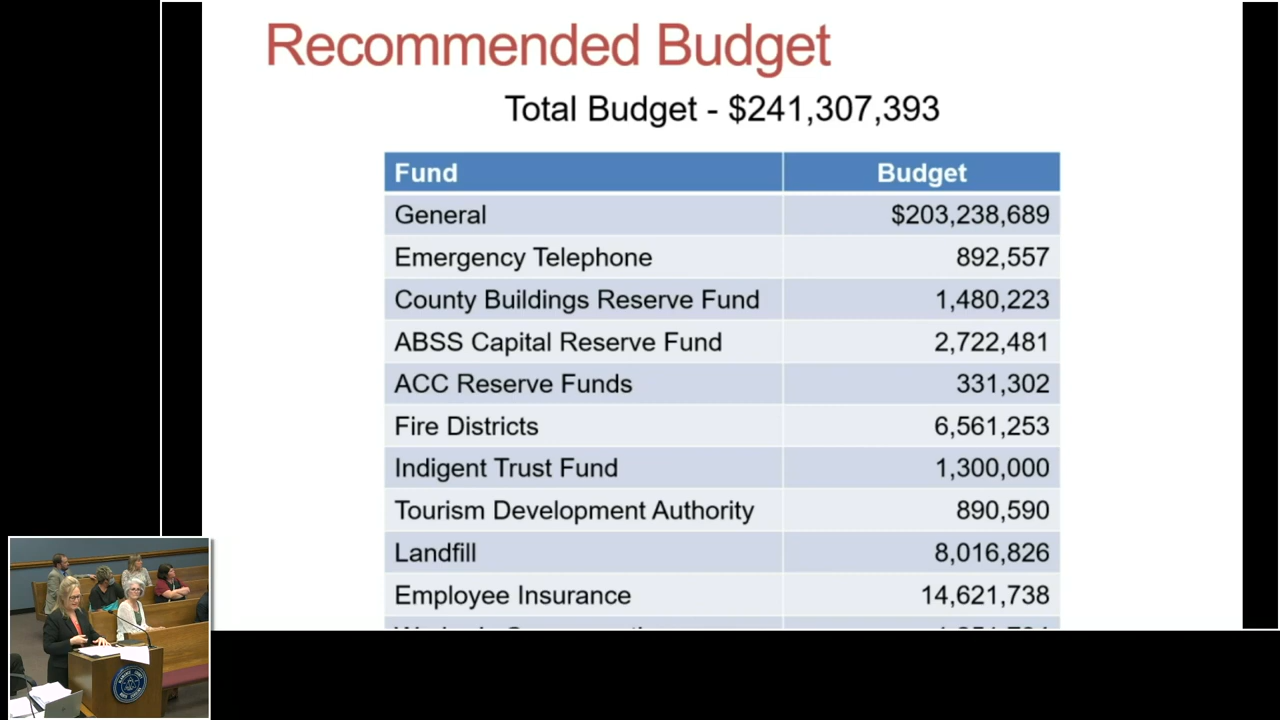 Recommended Budget
Total Budget - $241,307,393
Fund Budget
General $203,238,689
Emergency Telephone 892,557
County Buildings Reserve Fund 1,480,223
ABSS Capital Reserve Fund 2,722,481
ACC Reserve Funds 331,302
Fire Districts 6,561,253
Indigent Trust Fund 1,300,000
Tourism Development Authority 890,590
Landfill 8,016,826
Employee Insurance 14,621,738